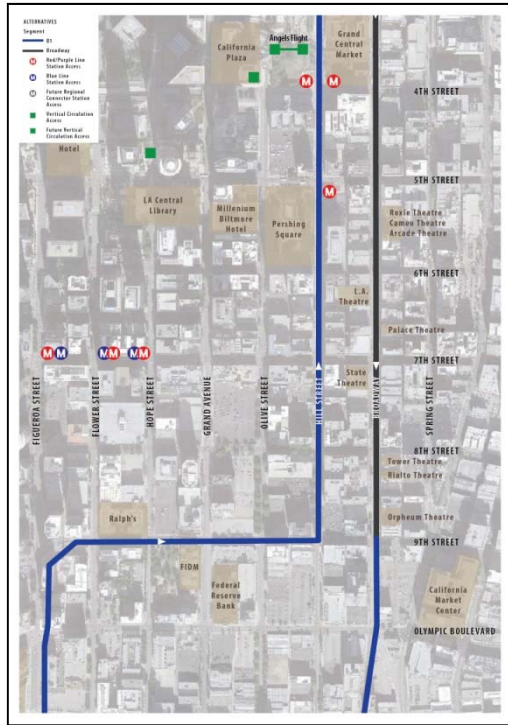 ALTERNATIVES
Segment
B1
Broadway
M Red/Purple Line
Station Access
M Blue Line
Station Access
M Future Regional
Connector Station
Access
Vertical Circulation
Access
Future Vertical
Circulation Access
Hotel
California
Plaza
Angels Flight
Grand
Central
Market
M M
4TH STREET
5TH STREET
M
LA Central
Library
Millenium
Biltmore
Hotel
Pershing
Square
Roxie Theatre
Cameo Theatre
Arcade Theatre
6TH STREET
L.A.
Theatre
Palace Theatre
M M
M M
M M
7TH STREET
State
Theatre
FIGUEROA STREET
FLOWER STREET
HOPE STREET
GRAND AVENUE
OLIVE STREET
HILL STREET
BROADWAY
SPRING STREET
8TH STREET
Tower Theatre
Rialto Theatre
Ralph's
Orpheum Theatre
9TH STREET
FIDM
Federal
Reserve
Bank
California
Market
Center
OLYMPIC BOULEVARD